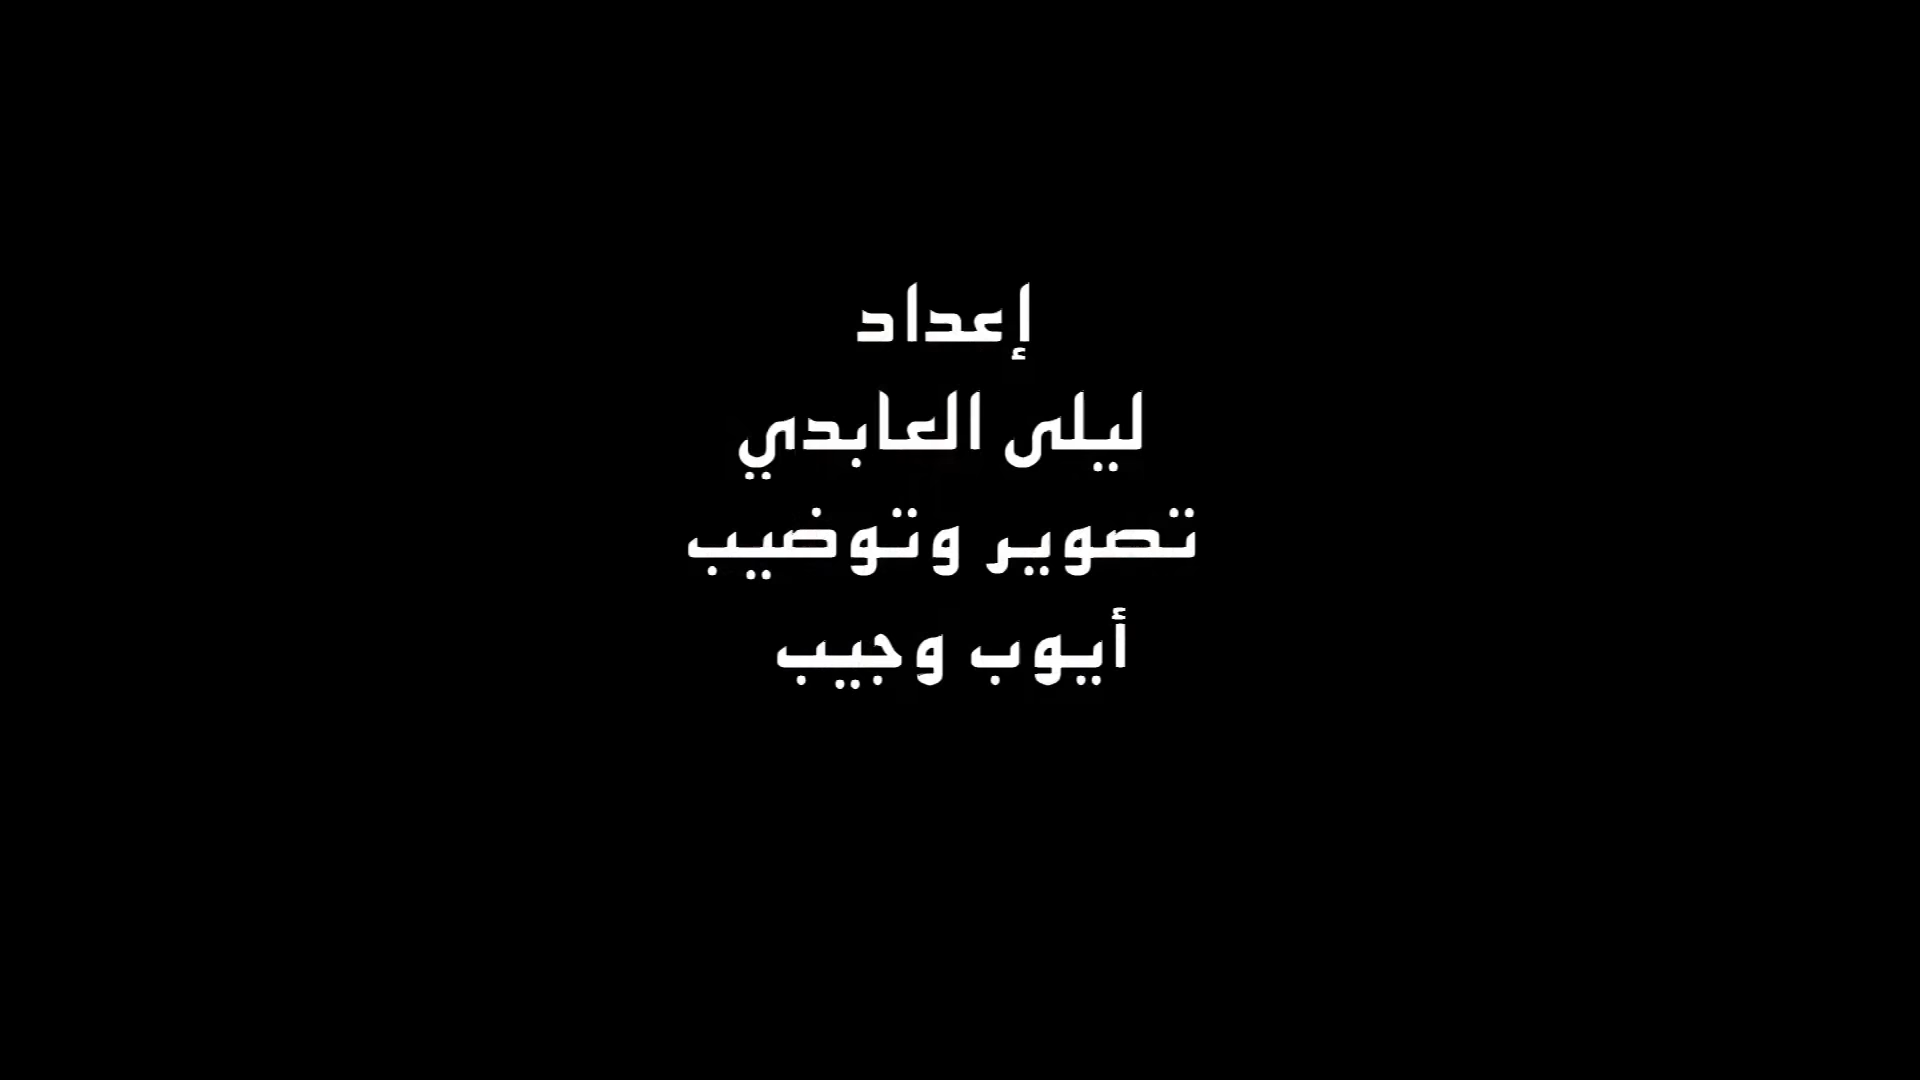 إعداد
ليلى العابدي
تصوير وتوضيب
أيوب وجيب